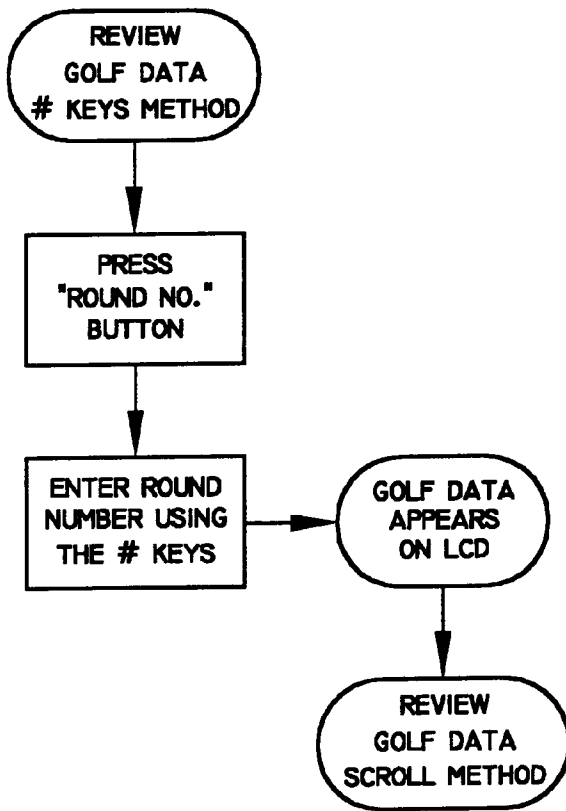 REVIEW
GOLF DATA
# KEYS METHOD
PRESS
"ROUND NO."
BUTTON
ENTER ROUND
NUMBER USING
THE # KEYS
GOLF DATA
APPEARS
ON LCD
REVIEW
GOLF DATA
SCROLL METHOD